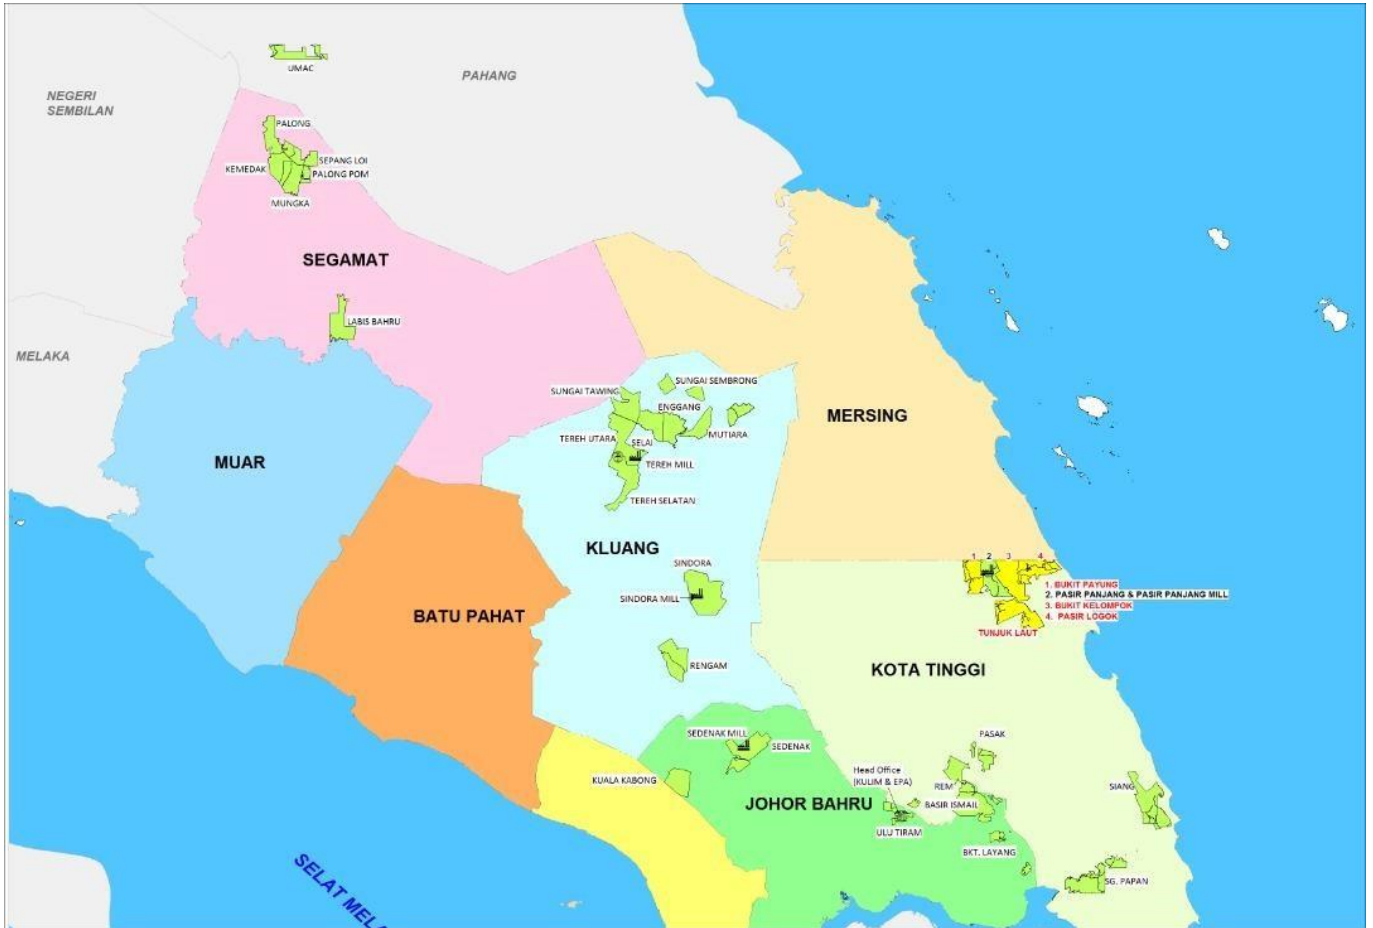 UMAC
PAHANG
NEGERI
SEMBILAN
PALONG
SEPANG LOI
KEMEDAK
PALONG POM
MUNGKA
SEGAMAT
LABIS BAHRU
MELAKA
SUNGAI SEMBRONG
SUNGAI TAWING
ENGGANG
MERSING
TEREH UTARA
SELAI
MUTIARA
MUAR
TEREH MILL
TEREH SELATAN
KLUANG
1 2 3 4
SINDORA
1. BUKIT PAYUNG
2. PASIR PANJANG & PASIR PANJANG MILL
SINDORA MILL
3. BUKIT KELOMPOK
4. PASIR LOGOK
BATU PAHAT
TUNJUK LAUT
RENGAM
KOTA TINGGI
SEDENAK MILL
PASAK
SEDENAK
Head Office
(KULIM & EPA)
KUALA KABONG
REM
SIANG
JOHOR BAHRU
BASIR ISMAIL
ULU TIRAM
BKT. LAYANG
SG. PAPAN
SELAT MELA